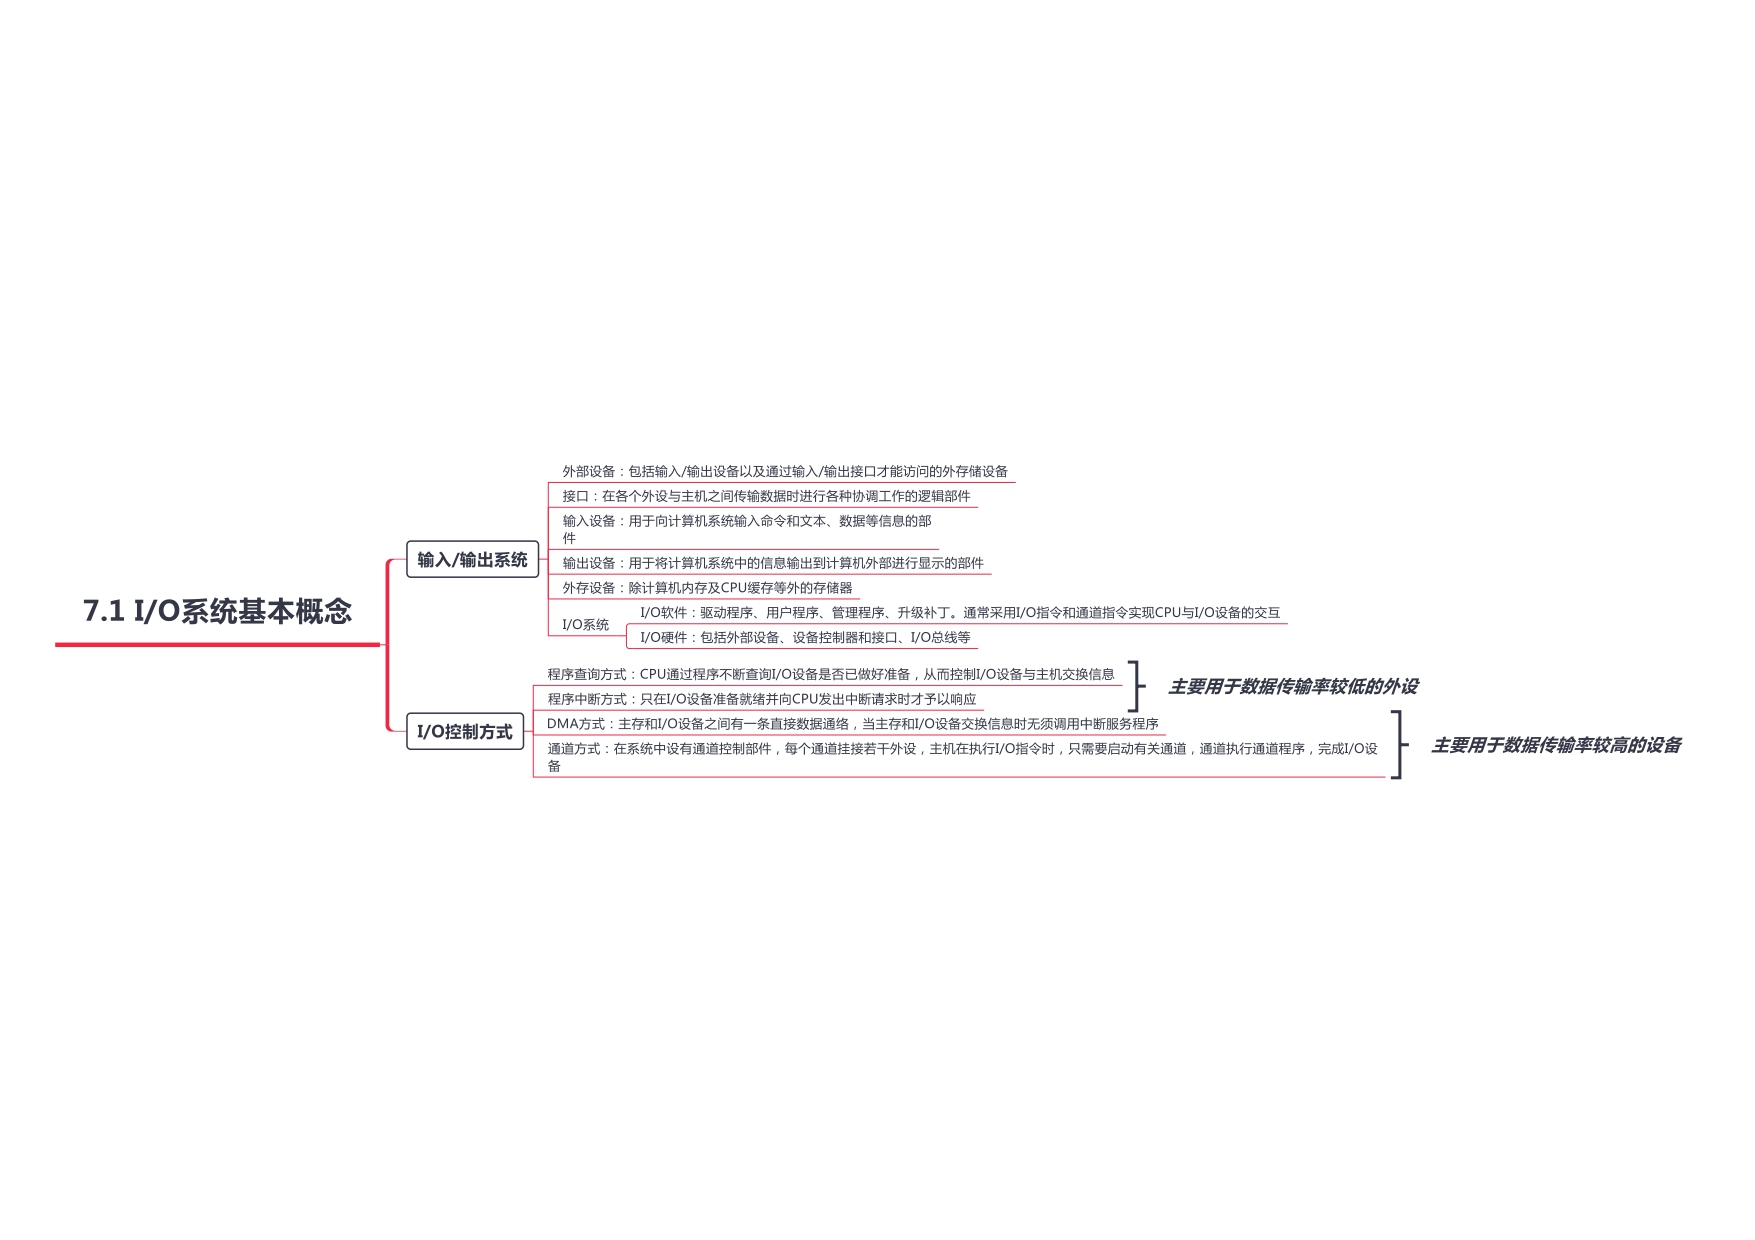 7.1 I/O系统基本概念
输入/输出系统
外部设备：包括输入/输出设备以及通过输入/输出接口才能访问的外存储设备
接口：在各个外设与主机之间传输数据时进行各种协调工作的逻辑部件
输入设备：用于向计算机系统输入命令和文本、数据等信息的部
件
输出设备：用于将计算机系统中的信息输出到计算机外部进行显示的部件
外存设备：除计算机内存及CPU缓存等外的存储器
I/O系统
I/O软件：驱动程序、用户程序、管理程序、升级补丁。通常采用I/O指令和通道指令实现CPU与I/O设备的交互
I/O硬件：包括外部设备、设备控制器和接口、I/O总线等
I/O控制方式
程序查询方式：CPU通过程序不断查询I/O设备是否已做好准备，从而控制I/O设备与主机交换信息
程序中断方式：只在I/O设备准备就绪并向CPU发出中断请求时才予以响应
主要用于数据传输率较低的外设
DMA方式：主存和I/O设备之间有一条直接数据通络，当主存和I/O设备交换信息时无须调用中断服务程序
通道方式：在系统中设有通道控制部件，每个通道挂接若干外设，主机在执行I/O指令时，只需要启动有关通道，通道执行通道程序，完成I/O设
备
主要用于数据传输率较高的设备